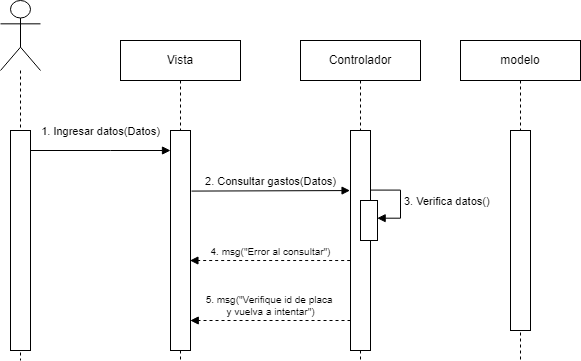 Vista
Controlador
modelo
1. Ingresar datos(Datos)
2. Consultar gastos(Datos)
3. Verifica datos()
4. msg("Error al consultar")
5. msg("Verifique id de placa
y vuelva a intentar")